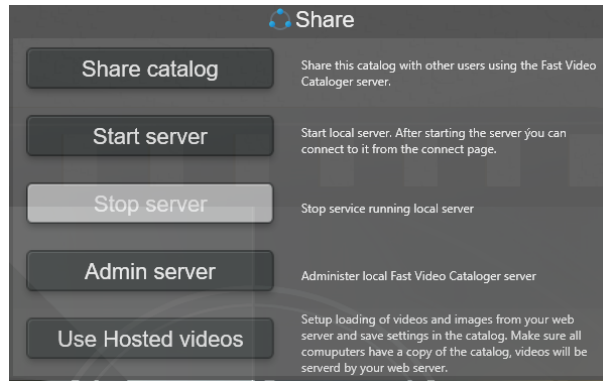 Share
Share catalog
Share this catalog with other users using the Fast Video
Cataloger server.
Start server
Start local server. After starting the server ýou can
connect to it from the connect page.
Stop server
Stop service running local server
Admin server
Administer local Fast Video Cataloger server
Use Hosted videos
Setup loading of videos and images from your web
server and save settings in the catalog. Make sure all
comuputers have a copy of the catalog, videos will be
serverd by your web server.